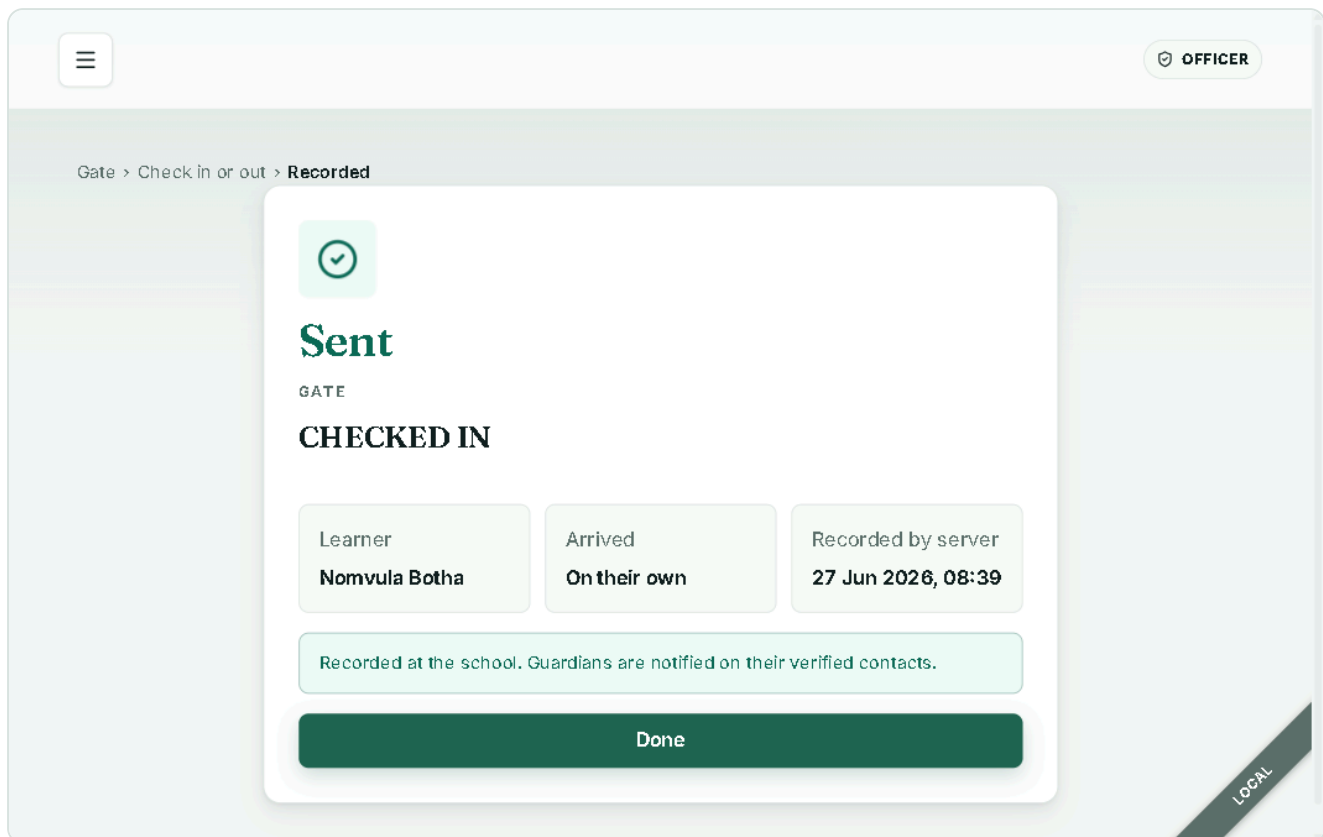 OFFICER
Gate › Check in or out › Recorded
Sent
GATE
CHECKED IN
Learner
Nomvula Botha
Arrived
On their own
Recorded by server
27 Jun 2026, 08:39
Recorded at the school. Guardians are notified on their verified contacts.
Done
LOCAL